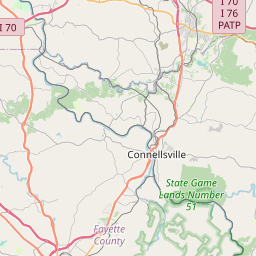 I 70
I 76
PATP
I 70
Connellsville
State Game
Lands Number
51
Fayette
County